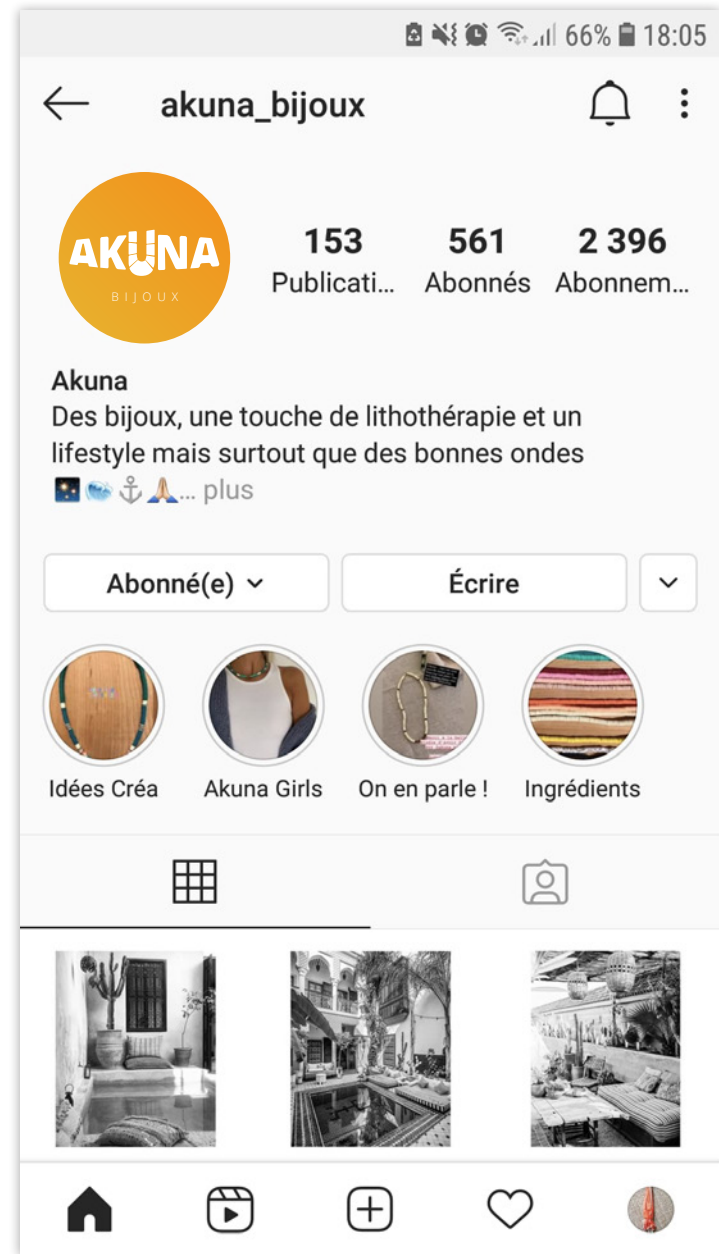 66% 18:05
akuna_bijoux
AKUNA
BIJOUX
153 561 2 396
Publicati... Abonnés Abonnem...
Akuna
Des bijoux, une touche de lithothérapie et un
lifestyle mais surtout que des bonnes ondes
🎇🌊⚓🙏🏼... plus
Abonné(e) Écrire
Idées Créa Akuna Girls On en parle ! Ingrédients